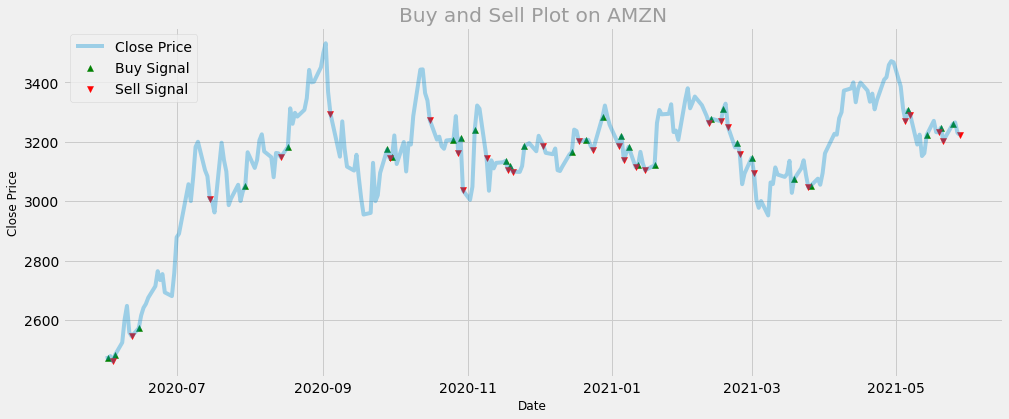 Buy and Sell Plot on AMZN
Close Price
Buy Signal
Sell Signal
Close Price
3400
3200
3000
2800
2600
2020-07 2020-09 2020-11 2021-01 2021-03 2021-05
Date